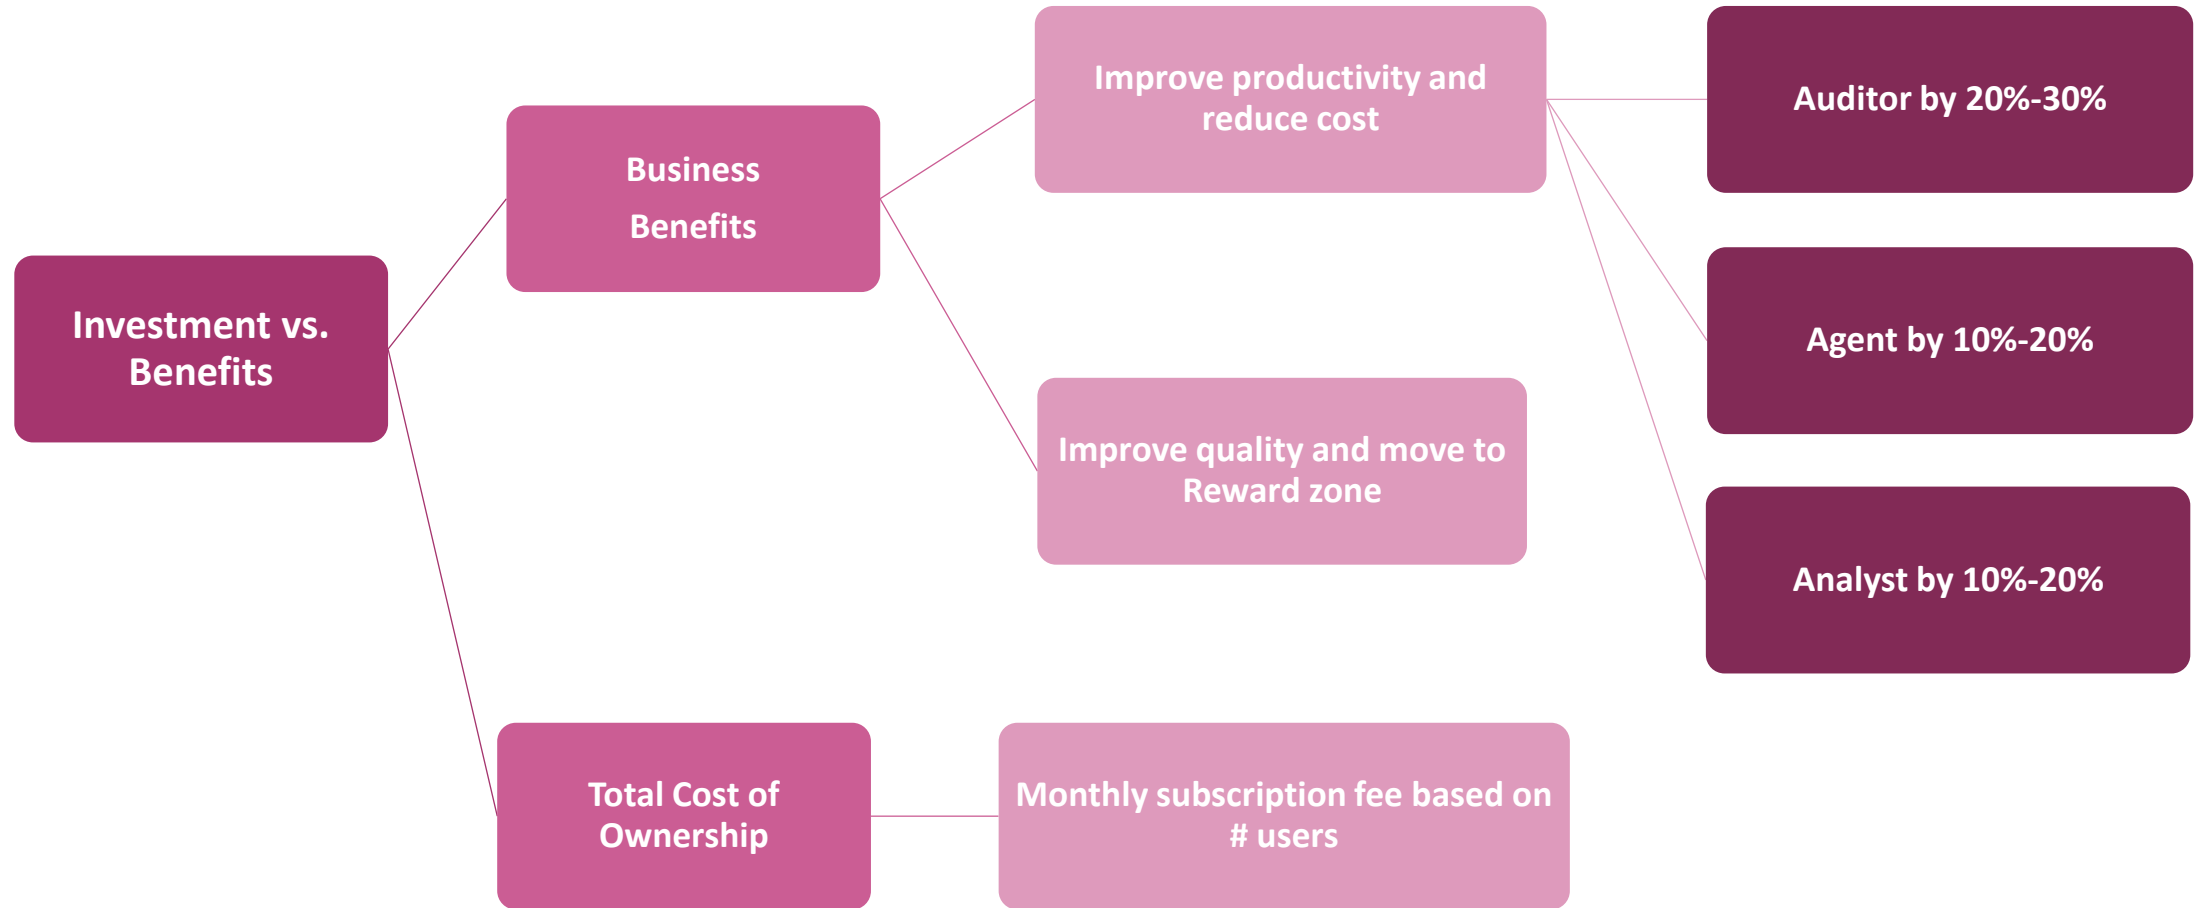 Investment vs.
Benefits
Business
Benefits
Improve productivity and
reduce cost
Auditor by 20%-30%
Agent by 10%-20%
Analyst by 10%-20%
Improve quality and move to
Reward zone
Total Cost of
Ownership
Monthly subscription fee based on
# users